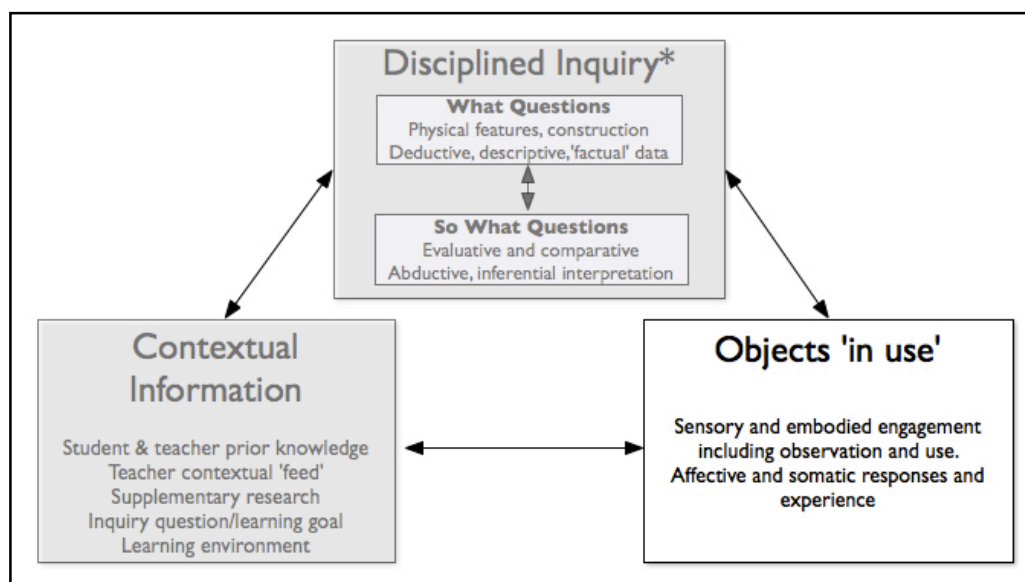 Disciplined Inquiry*
What Questions
Physical features, construction
Deductive, descriptive,'factual' data
So What Questions
Evaluative and comparative
Abductive, inferential interpretation
Contextual
Information
Student & teacher prior knowledge
Teacher contextual 'feed'
Supplementary research
Inquiry question/learning goal
Learning environment
Objects 'in use'
Sensory and embodied engagement
including observation and use.
Affective and somatic responses and
experience